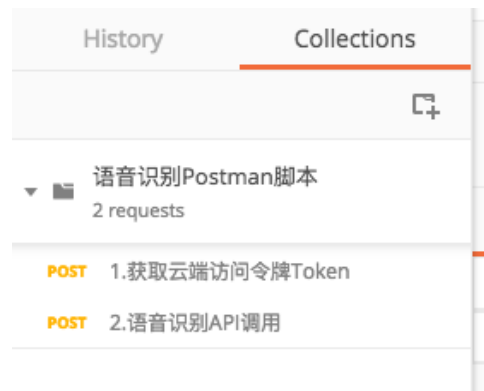 History Collections
语音识别Postman脚本
2 requests
POST 1.获取云端访问令牌Token
POST 2.语音识别API调用